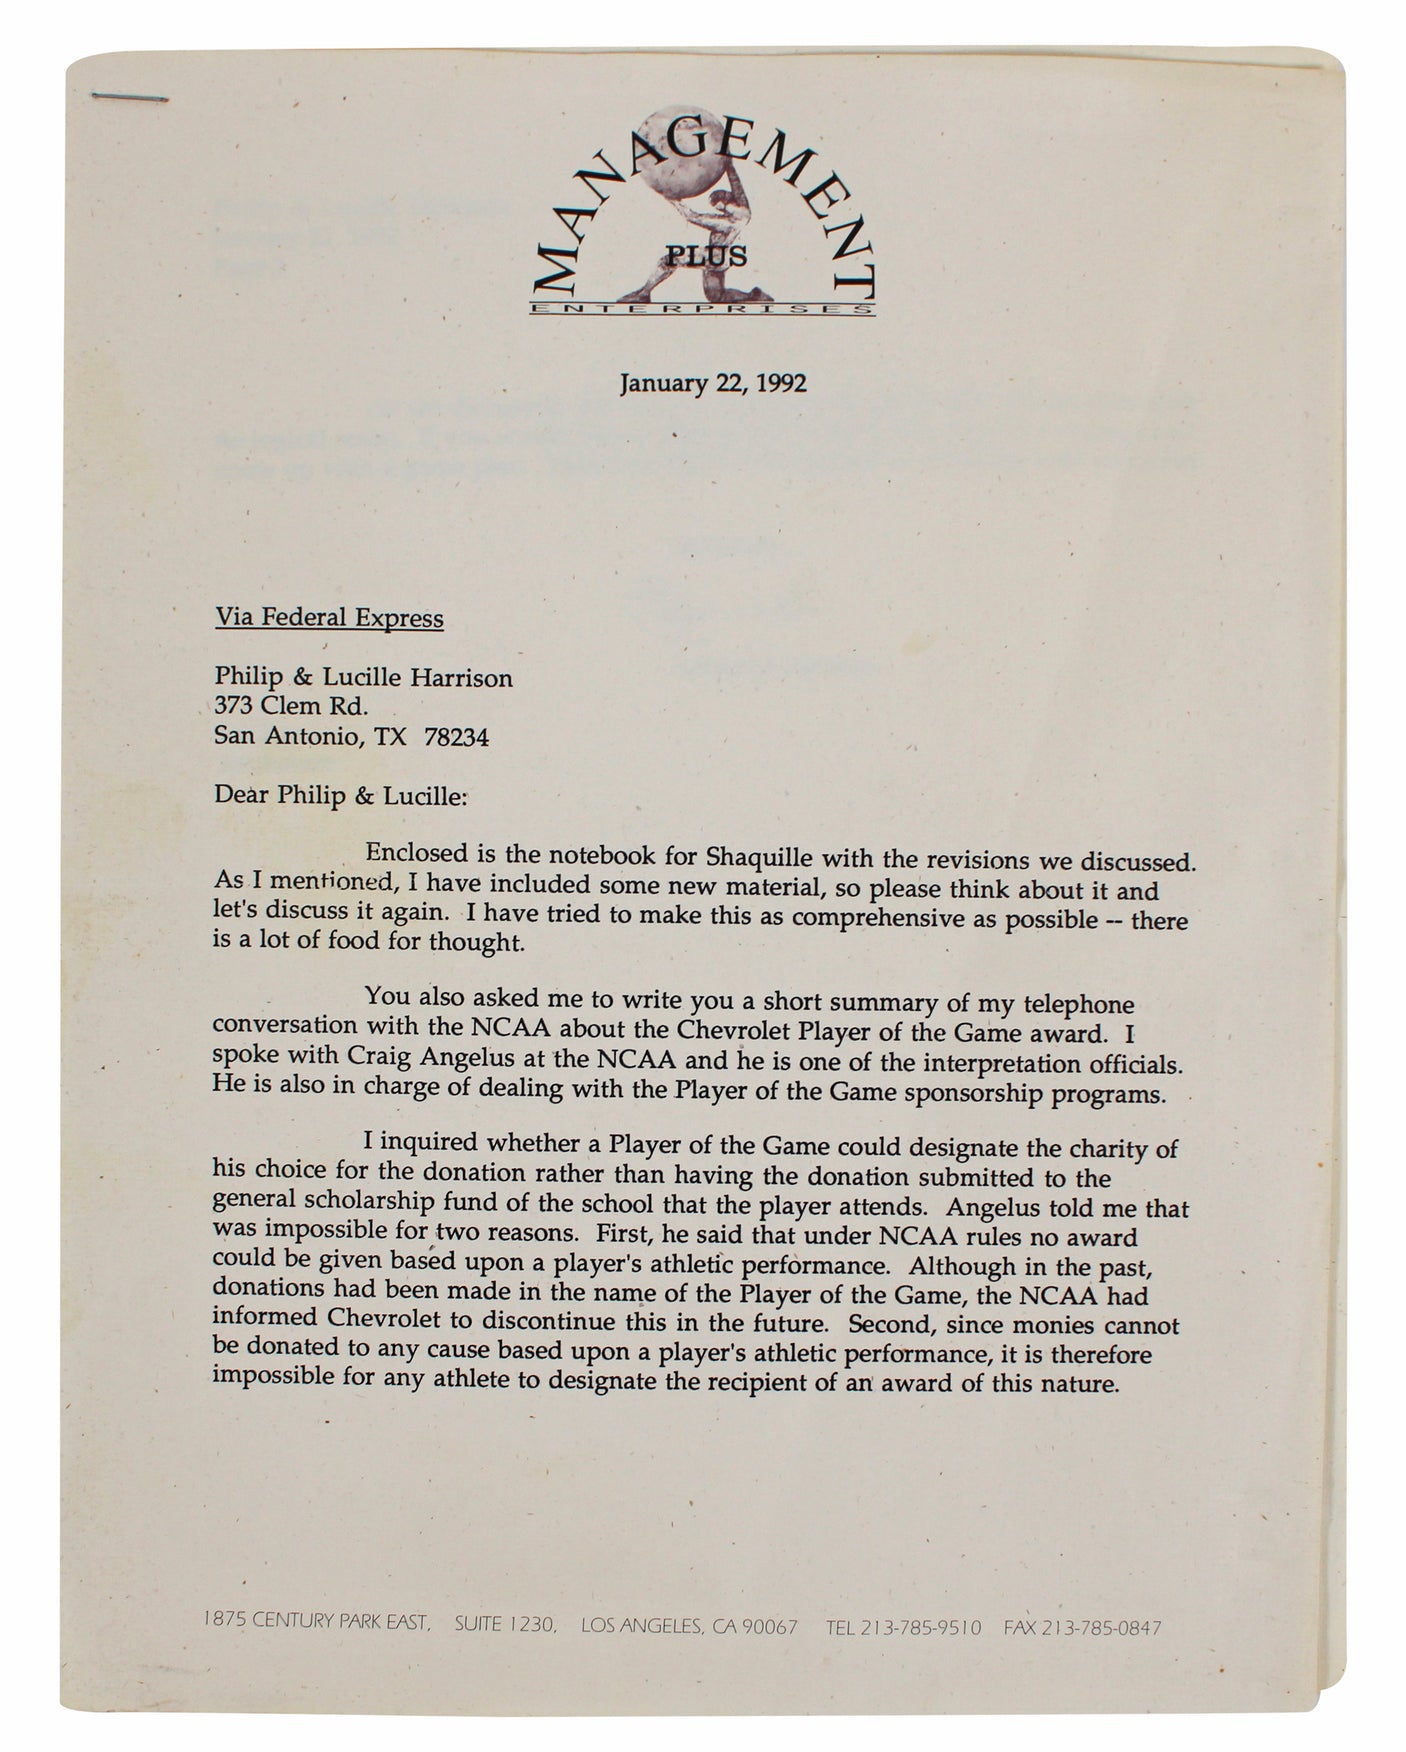 MANAGEMENT
PLUS
ENTERPRISES
January 22, 1992
Via Federal Express
Philip & Lucille Harrison
373 Clem Rd.
San Antonio, TX 78234
Dear Philip & Lucille:
Enclosed is the notebook for Shaquille with the revisions we discussed.
As I mentioned, I have included some new material, so please think about it and
let's discuss it again. I have tried to make this as comprehensive as possible -- there
is a lot of food for thought.
You also asked me to write you a short summary of my telephone
conversation with the NCAA about the Chevrolet Player of the Game award. I
spoke with Craig Angelus at the NCAA and he is one of the interpretation officials.
He is also in charge of dealing with the Player of the Game sponsorship programs.
I inquired whether a Player of the Game could designate the charity of
his choice for the donation rather than having the donation submitted to the
general scholarship fund of the school that the player attends. Angelus told me that
was impossible for two reasons. First, he said that under NCAA rules no award
could be given based upon a player's athletic performance. Although in the past,
donations had been made in the name of the Player of the Game, the NCAA had
informed Chevrolet to discontinue this in the future. Second, since monies cannot
be donated to any cause based upon a player's athletic performance, it is therefore
impossible for any athlete to designate the recipient of an award of this nature.
1875 CENTURY PARK EAST, SUITE 1230, LOS ANGELES, CA 90067 TEL 213-785-9510 FAX 213-785-0847